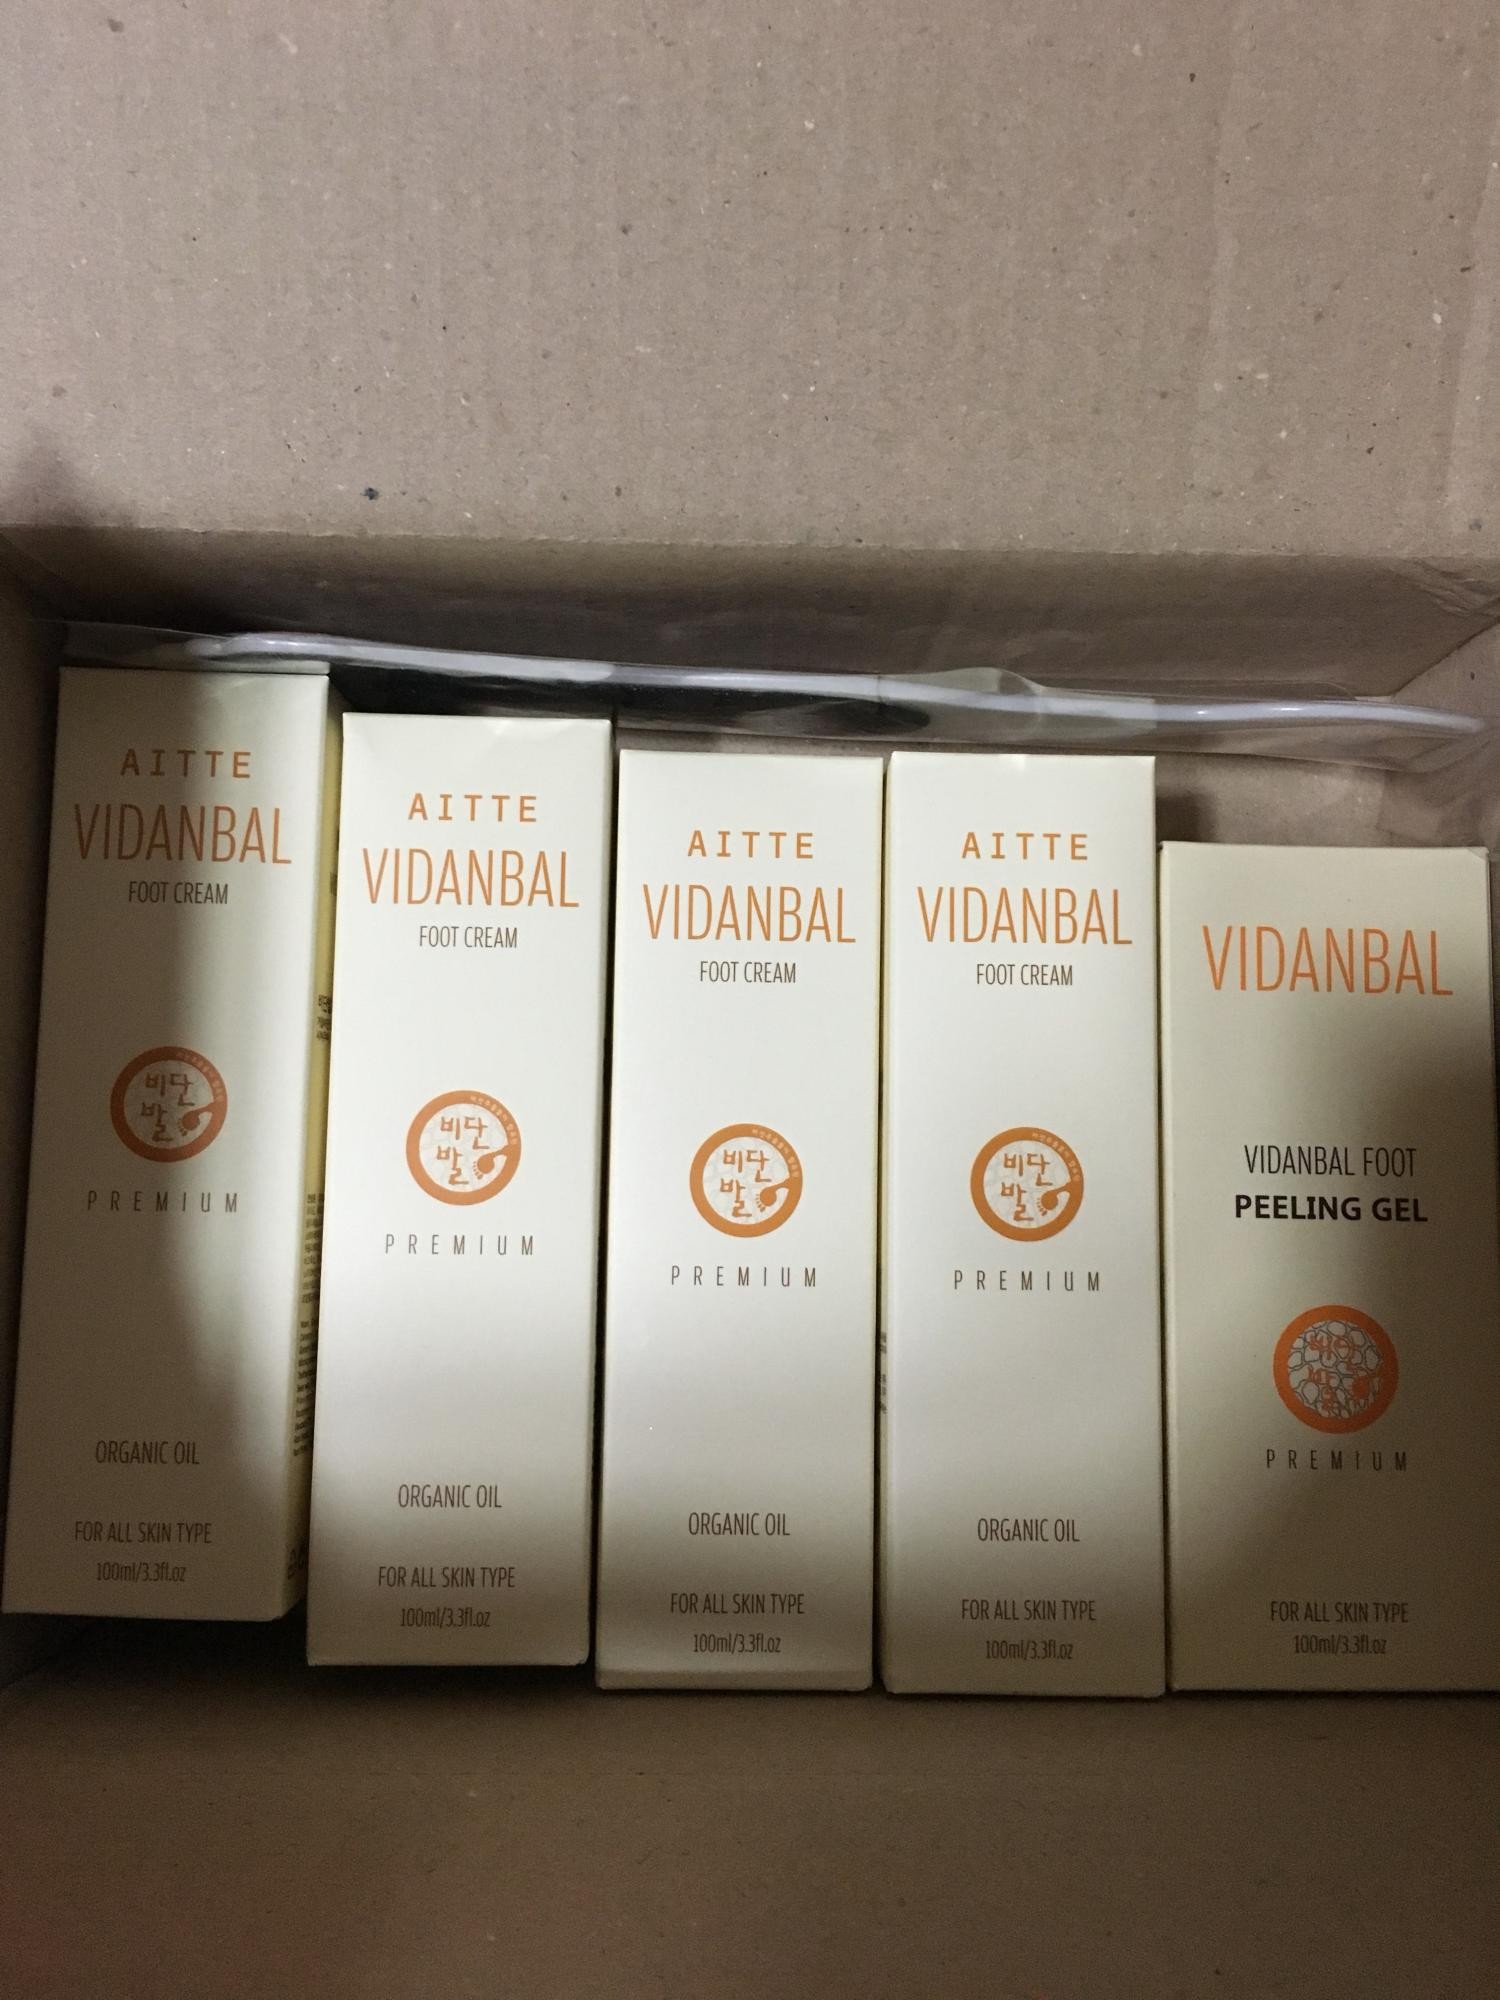 AITTE
VIDANBAL
FOOT CREAM
비단
발
PREMIUM
ORGANIC OIL
FOR ALL SKIN TYPE
100ml/3.3fl.oz
AITTE
VIDANBAL
FOOT CREAM
비단
발
PREMIUM
ORGANIC OIL
FOR ALL SKIN TYPE
100ml/3.3fl.oz
AITTE
VIDANBAL
FOOT CREAM
비단
발
PREMIUM
ORGANIC OIL
FOR ALL SKIN TYPE
100ml/3.3fl.oz
AITTE
VIDANBAL
FOOT CREAM
비단
발
PREMIUM
ORGANIC OIL
FOR ALL SKIN TYPE
100ml/3.3fl.oz
VIDANBAL
VIDANBAL FOOT
PEELING GEL
비단
발
PREMIUM
FOR ALL SKIN TYPE
100ml/3.3fl.oz